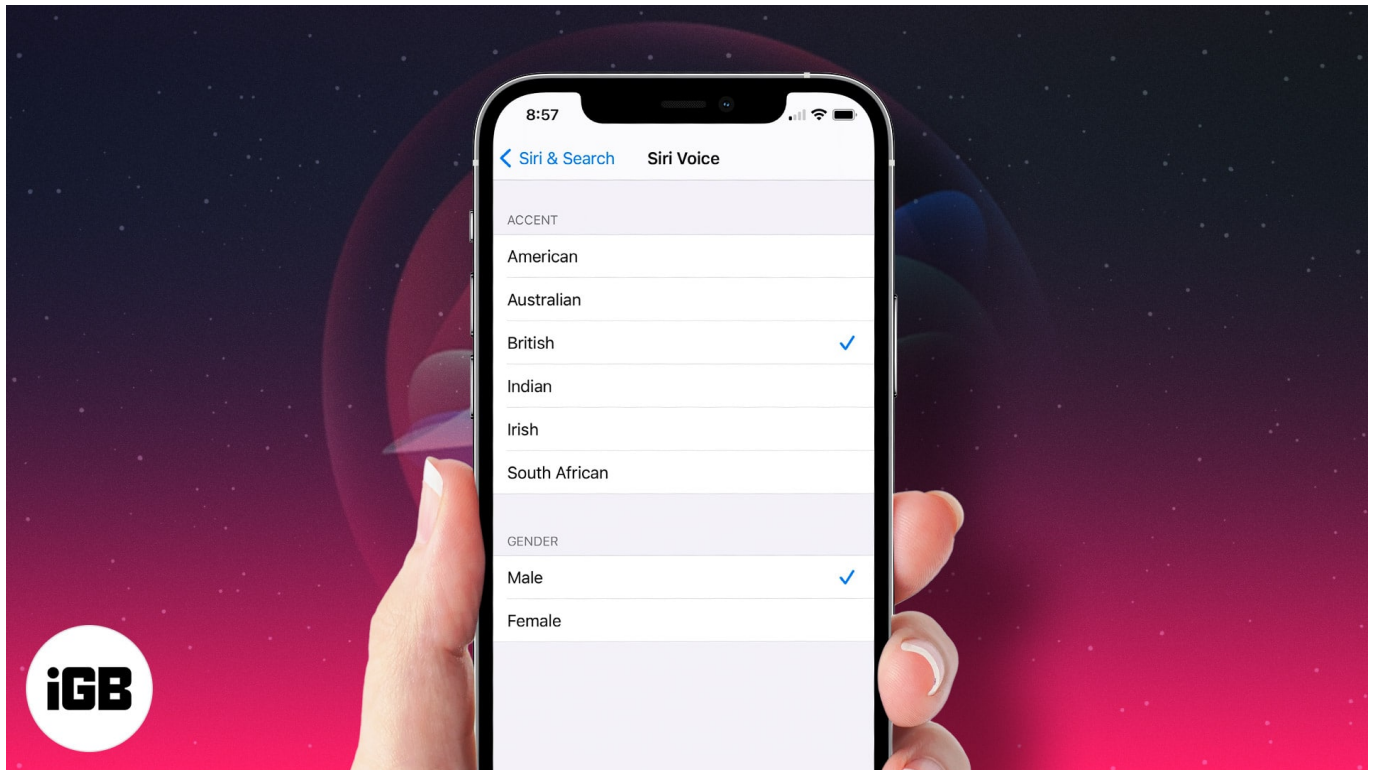 8:57
Siri & Search Siri Voice
ACCENT
American
Australian
British
Indian
Irish
South African
GENDER
Male
Female
iGB